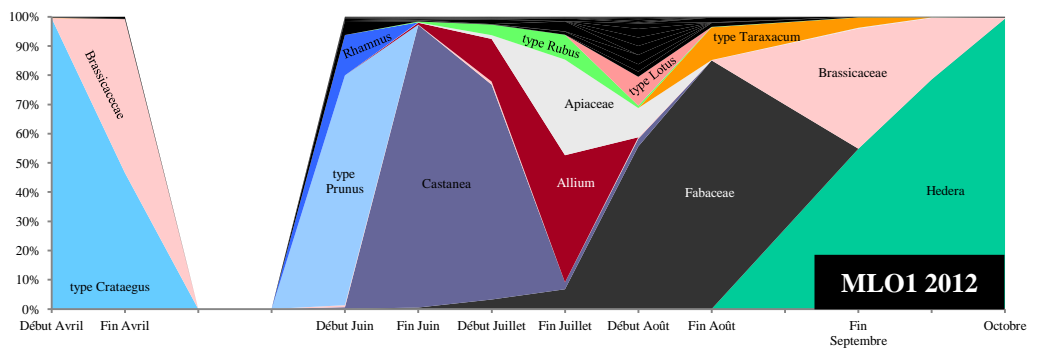 100%
90%
80%
70%
60%
50%
40%
30%
20%
10%
0%
Brassicacecae
type Crataegus
Rhamnus
type
Prunus
Castanea
type Rubus
Apiaceae
Allium
type Lotus
type Taraxacum
Fabaceae
Brassicaceae
Hedera
MLO1 2012
Début Avril
Fin Avril
Début Juin
Fin Juin
Début Juillet
Fin Juillet
Début Août
Fin Août
Fin
Septembre
Octobre